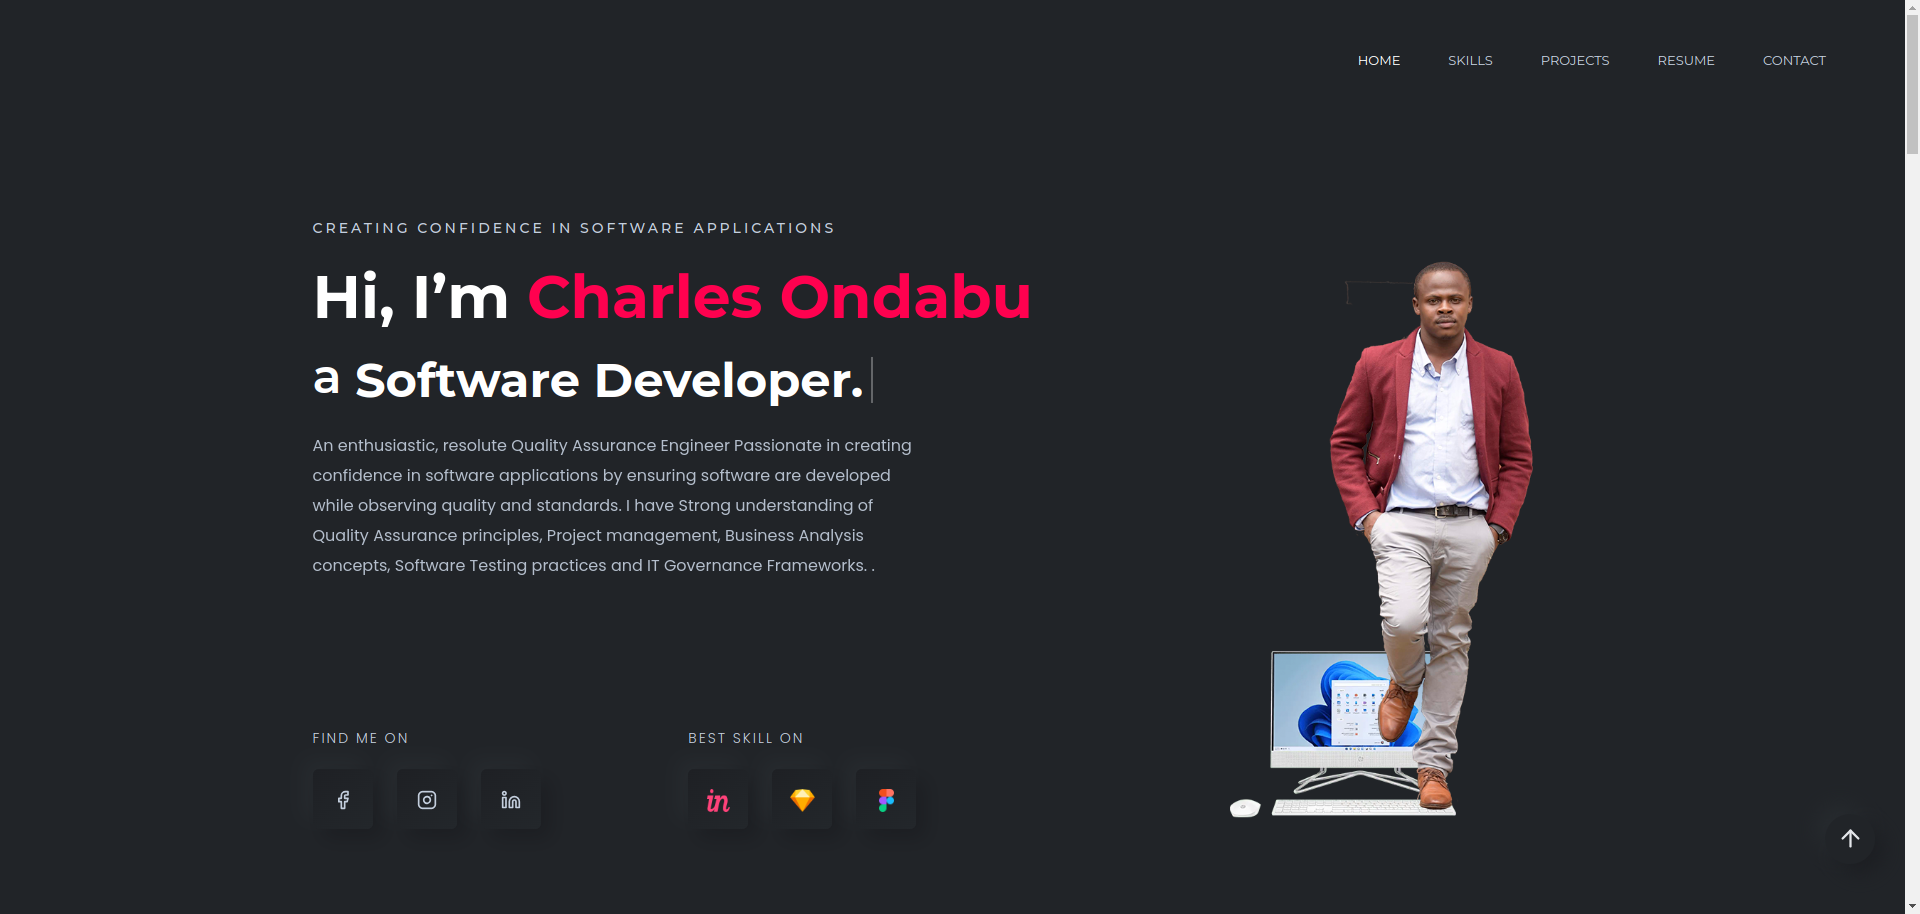 HOME SKILLS PROJECTS RESUME CONTACT
CREATING CONFIDENCE IN SOFTWARE APPLICATIONS
Hi, I’m Charles Ondabu
a Software Developer.
An enthusiastic, resolute Quality Assurance Engineer Passionate in creating
confidence in software applications by ensuring software are developed
while observing quality and standards. I have Strong understanding of
Quality Assurance principles, Project management, Business Analysis
concepts, Software Testing practices and IT Governance Frameworks. .
FIND ME ON
BEST SKILL ON
in
in